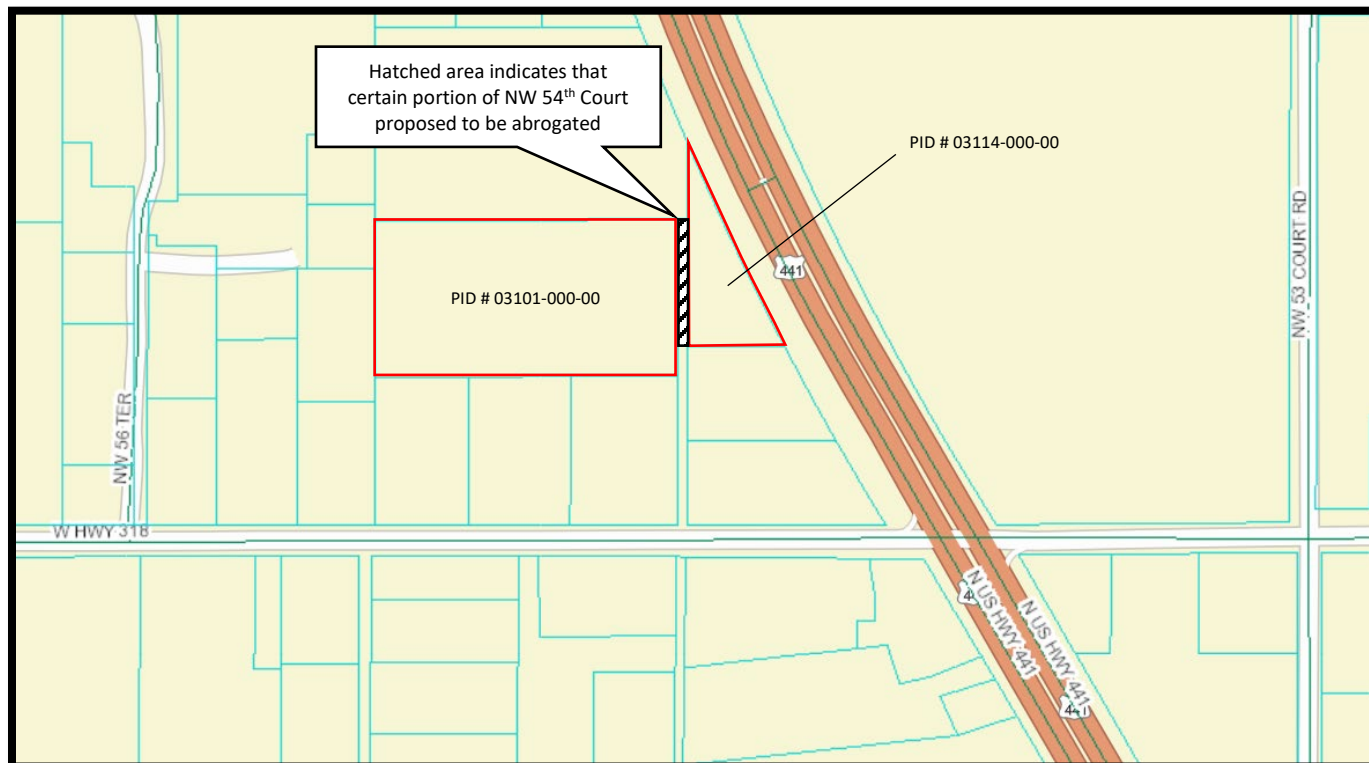 Hatched area indicates that
certain portion of NW 54th Court
proposed to be abrogated
PID # 03114-000-00
441
NW 53 COURT RD
PID # 03101-000-00
NW 56 TER
W HWY 318
N US HWY 441
N US HWY 441
441